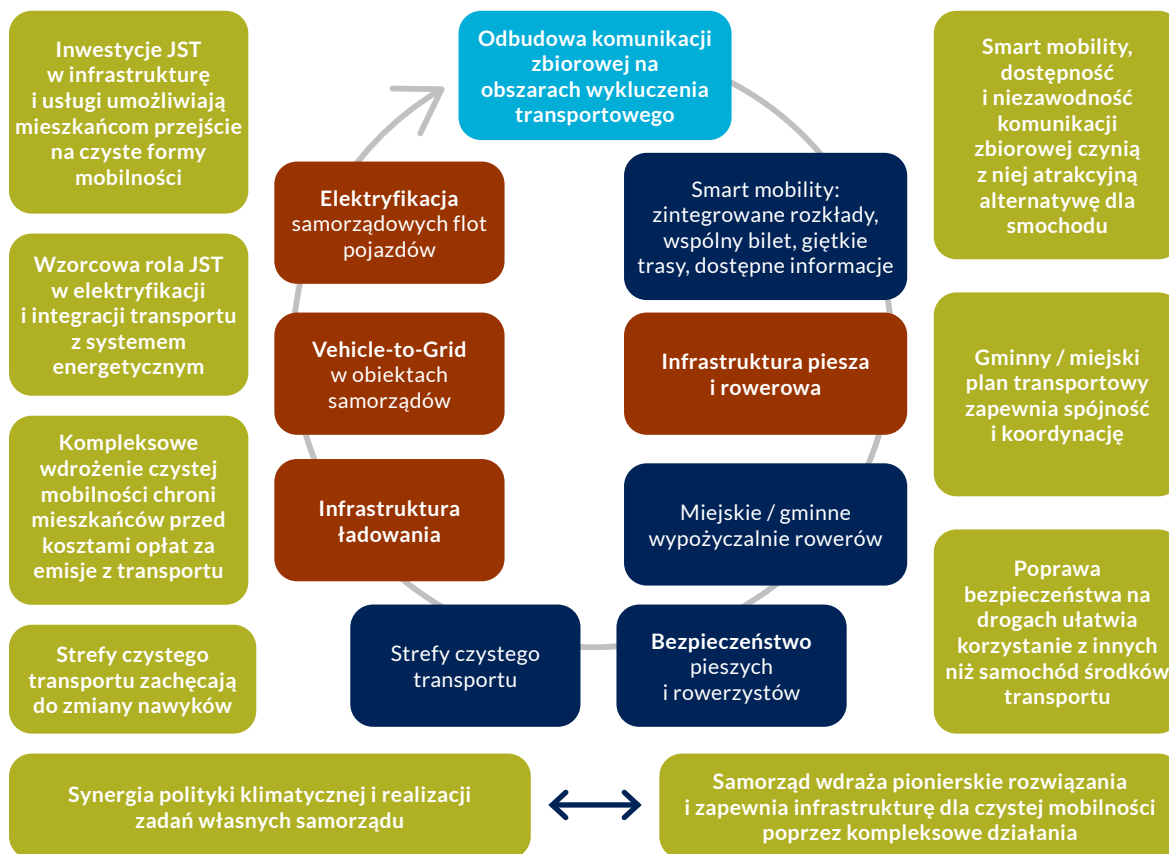 Inwestycje JST
w infrastrukturę
i usługi umożliwiają
mieszkańcom przejście
na czyste formy
mobilności
Wzorcowa rola JST
w elektryfikacji
i integracji transportu
z systemem
energetycznym
Kompleksowe
wdrożenie czystej
mobilności chroni
mieszkańców przed
kosztami opłat za
emisje z transportu
Strefy czystego
transportu zachęcają
do zmiany nawyków
Odbudowa komunikacji
zbiorowej na
obszarach wykluczenia
transportowego
Smart mobility:
zintegrowane rozkłady,
wspólny bilet, giętkie
trasy, dostępne informacje
Infrastruktura piesza
i rowerowa
Miejskie / gminne
wypożyczalnie rowerów
Bezpieczeństwo
pieszych
i rowerzystów
Strefy czystego
transportu
Infrastruktura
ładowania
Vehicle-to-Grid
w obiektach
samorządów
Elektryfikacja
samorządowych flot
pojazdów
Smart mobility,
dostępność
i niezawodność
komunikacji
zbiorowej czynią
z niej atrakcyjną
alternatywę dla
smochodu
Gminny / miejski
plan transportowy
zapewnia spójność
i koordynację
Poprawa
bezpieczeństwa na
drogach ułatwia
korzystanie z innych
niż samochód środków
transportu
Synergia polityki klimatycznej i realizacji
zadań własnych samorządu
Samorząd wdraża pionierskie rozwiązania
i zapewnia infrastrukturę dla czystej mobilności
poprzez kompleksowe działania